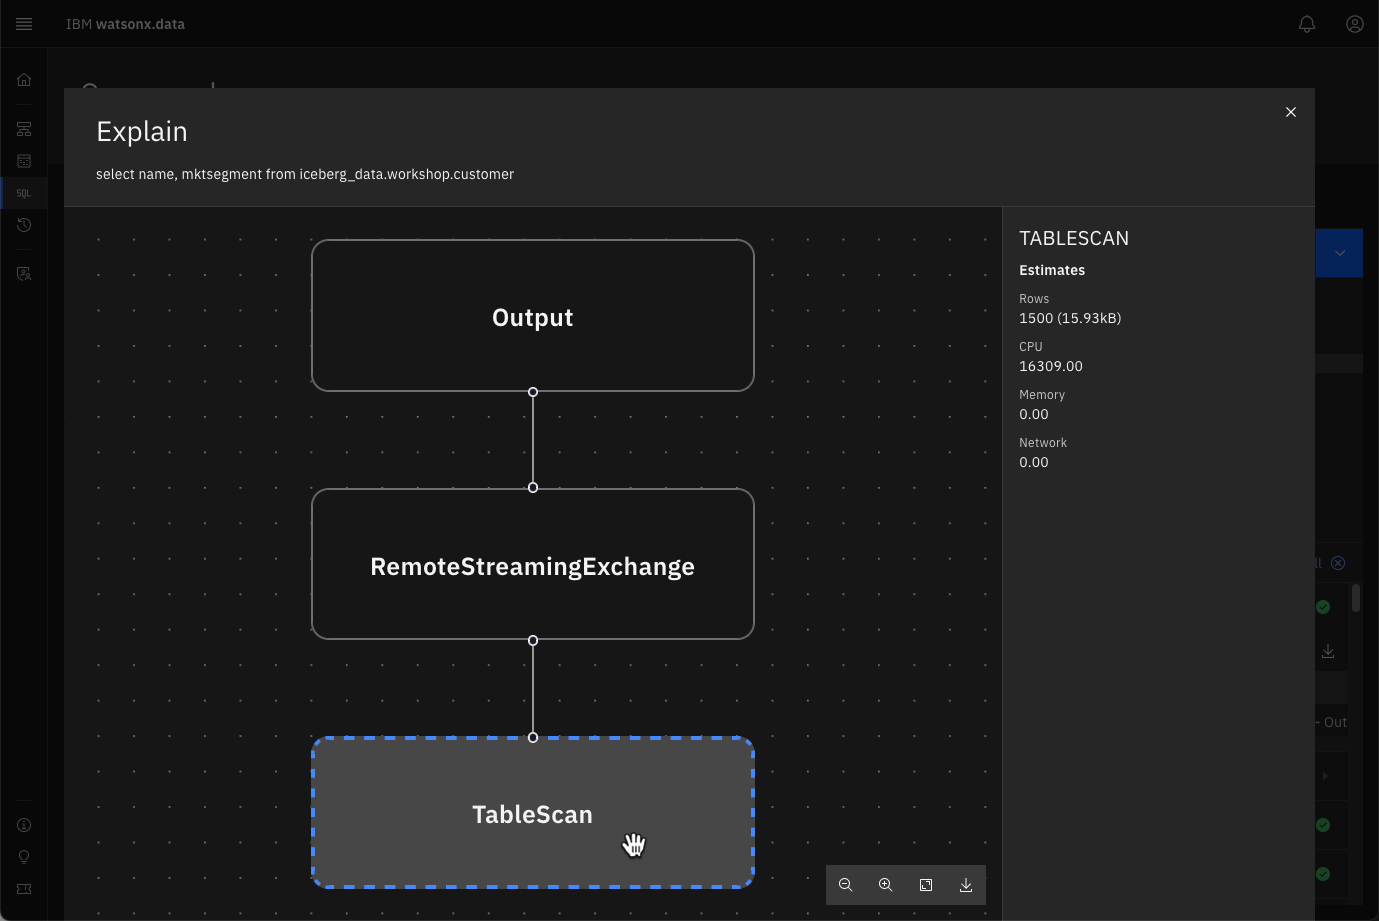 IBM watsonx.data
Explain
select name, mktsegment from iceberg_data.workshop.customer
SQL
Output
RemoteStreamingExchange
TableScan
TABLESCAN
Estimates
Rows
1500 (15.93kB)
CPU
16309.00
Memory
0.00
Network
0.00
- Out